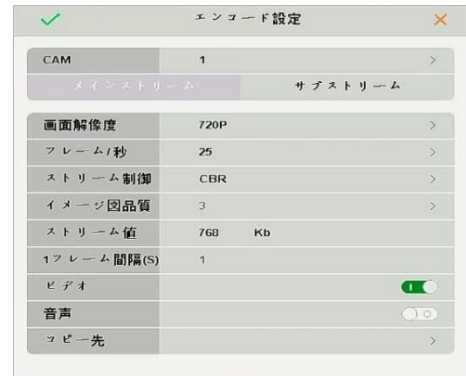 エンコード設定
CAM 1
メインストリーム サブストリーム
画面解像度 720P
フレーム/秒 25
ストリーム制御 CBR
イメージ図品質 3
ストリーム値 768 Kb
1フレーム間隔(S) 1
ビデオ
音声
コピー先